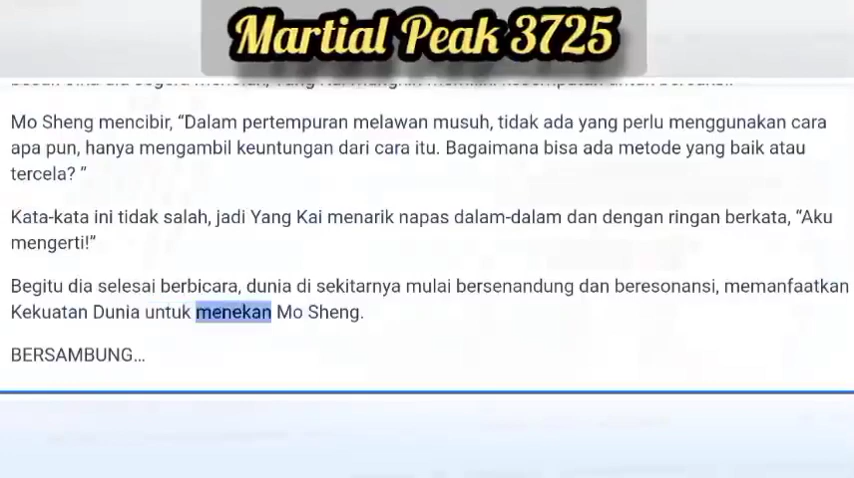 Martial Peak 3725
Mo Sheng mencibir, “Dalam pertempuran melawan musuh, tidak ada yang perlu menggunakan cara
apa pun, hanya mengambil keuntungan dari cara itu. Bagaimana bisa ada metode yang baik atau
tercela? ”
Kata-kata ini tidak salah, jadi Yang Kai menarik napas dalam-dalam dan dengan ringan berkata, “Aku
mengerti!”
Begitu dia selesai berbicara, dunia di sekitarnya mulai bersenandung dan beresonansi, memanfaatkan
Kekuatan Dunia untuk menekan Mo Sheng.
BERSAMBUNG...